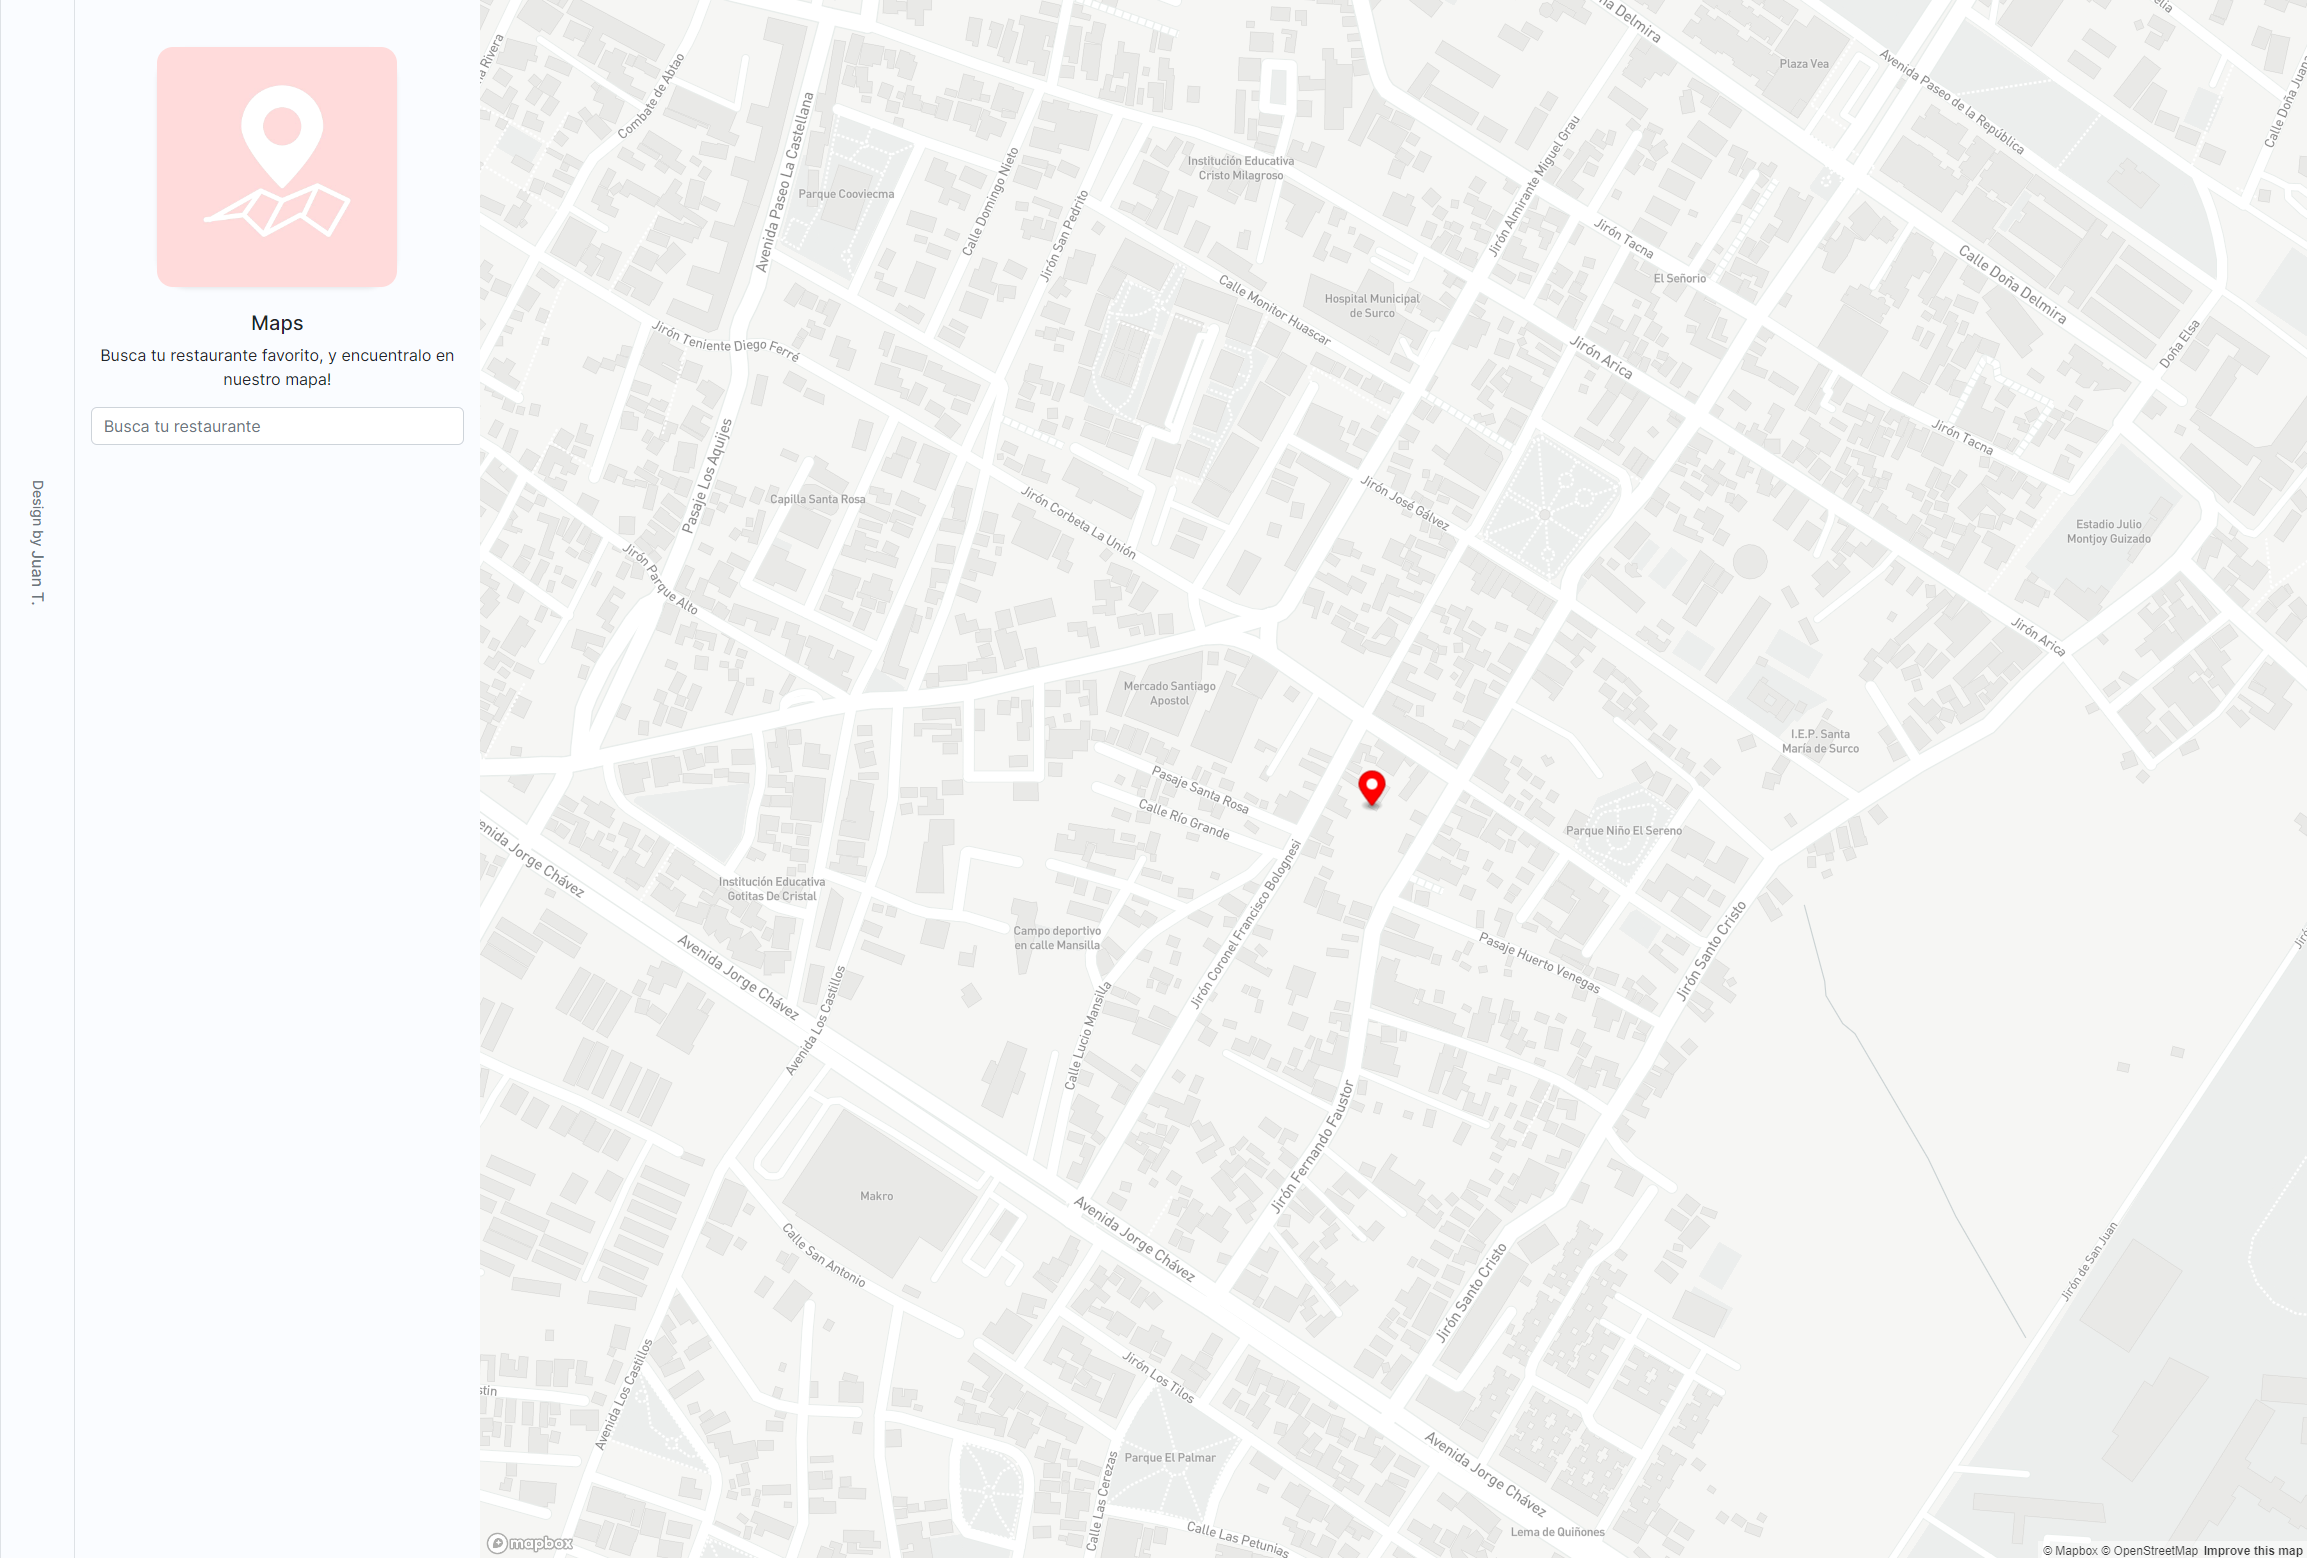 Design by Juan T.
Maps
Busca tu restaurante favorito, y encuentralo en
nuestro mapa!
Busca tu restaurante
Combate de Abtao
Avenida Paseo La Castellana
Parque Cooviecma
Calle Domingo Nieto
Jirón San Pedrito
Institución Educativa
Cristo Milagroso
Jirón Almirante Miguel Grau
Delmira
Plaza Vea
Avenida Paseo de la República
Calle Doña Juana
Jirón Tacna
El Señorio
Calle Doña Delmira
Doña Elsa
Calle Monitor Huascar
Hospital Municipal
de Surco
Jirón Arica
Jirón Teniente Diego Ferré
Pasaje Los Aquijes
Jirón Tacna
Capilla Santa Rosa
Jirón Corbeta La Unión
Jirón José Gálvez
Estadio Julio
Montjoy Guizado
Jirón Parque Alto
Jirón Arica
Mercado Santiago
Apostol
I.E.P. Santa
María de Surco
Pasaje Santa Rosa
Calle Río Grande
Parque Niño El Sereno
Avenida Jorge Chávez
Institución Educativa
Gotitas De Cristal
Campo deportivo
en calle Mansilla
Jirón Coronel Francisco Bolognesi
Pasaje Huerto Venegas
Jirón Santo Cristo
Avenida Jorge Chávez
Avenida Los Castillos
Calle Lucio Mansilla
Jirón Fernando Faustor
Makro
Avenida Jorge Chávez
Calle San Antonio
Jirón Santo Cristo
Jirón de San Juan
Avenida Los Castillos
Jirón Los Tilos
Parque El Palmar
Calle Las Cerezas
Avenida Jorge Chávez
Calle Las Petunias
Lema de Quiñones
mapbox
© Mapbox © OpenStreetMap Improve this map